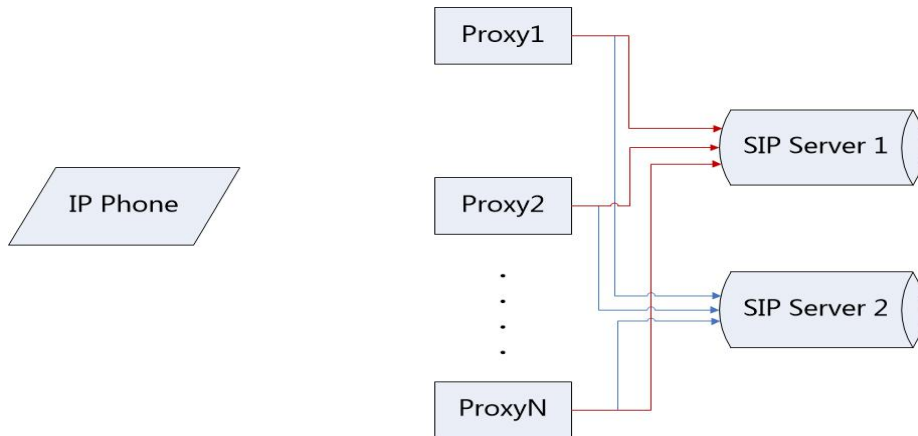 Proxy1
SIP Server 1
IP Phone
Proxy2
SIP Server 2
ProxyN